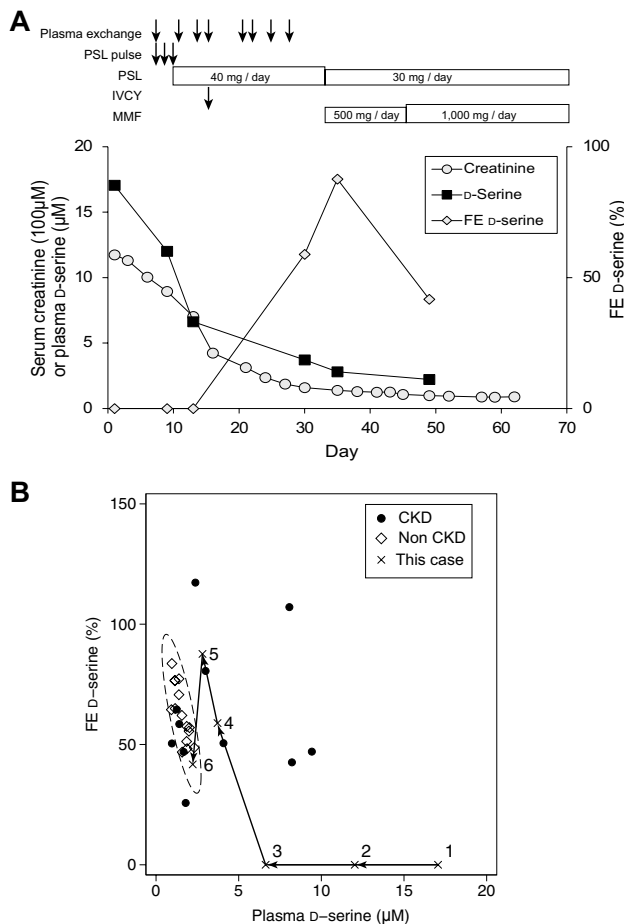 A
Plasma exchange
PSL pulse
PSL
40 mg / day
30 mg / day
IVCY
MMF
500 mg / day
1,000 mg / day
Serum creatinine (100μM)
or plasma D-serine (μM)
20
15
10
5
0
100
50
0
FE D-serine (%)
Creatinine
D-Serine
FE D-serine
0 10 20 30 40 50 60 70
Day
B
FE D-serine (%)
150
100
50
0
CKD
Non CKD
This case
5
4
6
3
2
1
0 5 10 15 20
Plasma D-serine (μM)